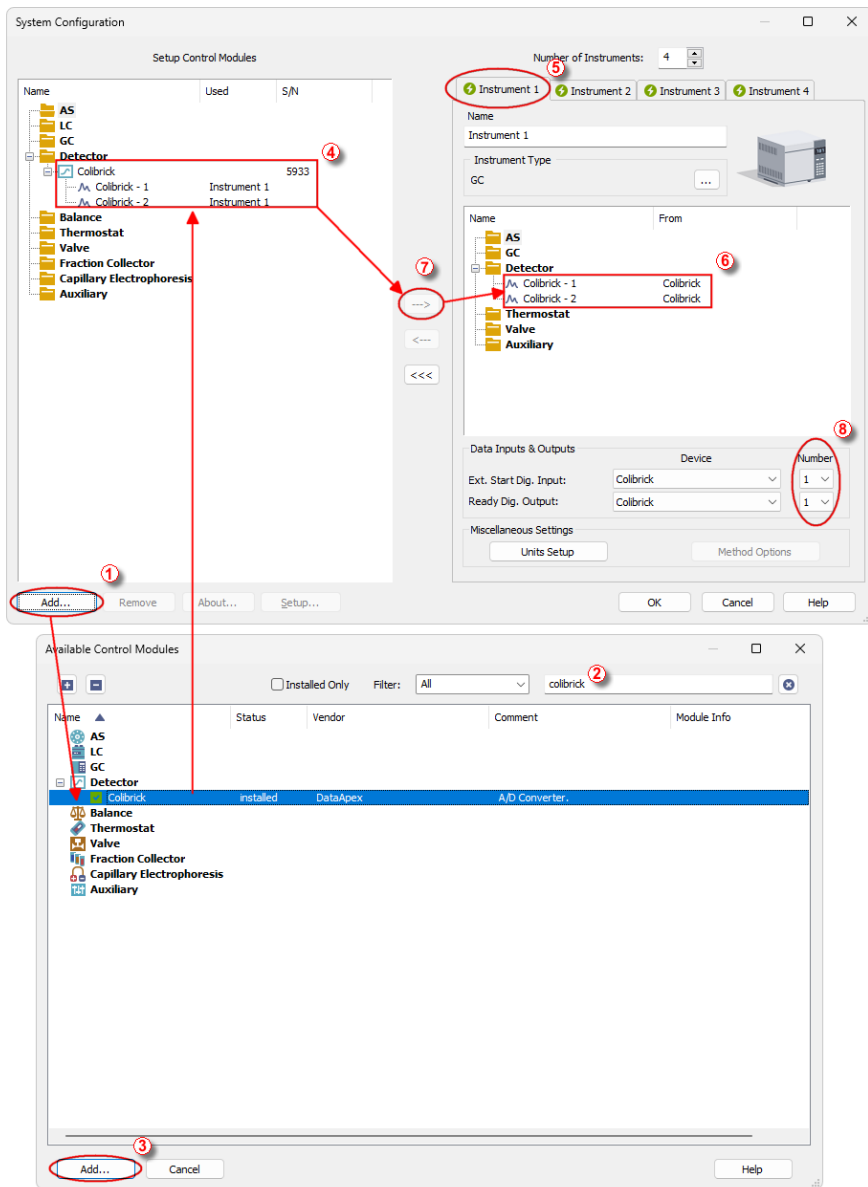 System Configuration
Setup Control Modules
Number of Instruments: 4
5
Name Used S/N
Instrument 1 Instrument 2 Instrument 3 Instrument 4
AS
LC
GC
Detector
4
Colibrick 5933
Colibrick - 1 Instrument 1
Colibrick - 2 Instrument 1
Balance
Thermostat
Valve
Fraction Collector
Capillary Electrophoresis
Auxiliary
7
--->
<---
<<<
Name
Instrument 1
Instrument Type
GC ...
Name From
AS
GC
Detector
6
Colibrick - 1 Colibrick
Colibrick - 2 Colibrick
Thermostat
Valve
Auxiliary
8
Data Inputs & Outputs
Device Number
Ext. Start Dig. Input: Colibrick 1
Ready Dig. Output: Colibrick 1
Miscellaneous Settings
Units Setup Method Options
1
Add... Remove About... Setup...
OK Cancel Help
Available Control Modules
Installed Only Filter: All colibrick
2
Name Status Vendor Comment Module Info
AS
LC
GC
Detector
Colibrick installed DataApex A/D Converter.
Balance
Thermostat
Valve
Fraction Collector
Capillary Electrophoresis
Auxiliary
3
Add... Cancel Help